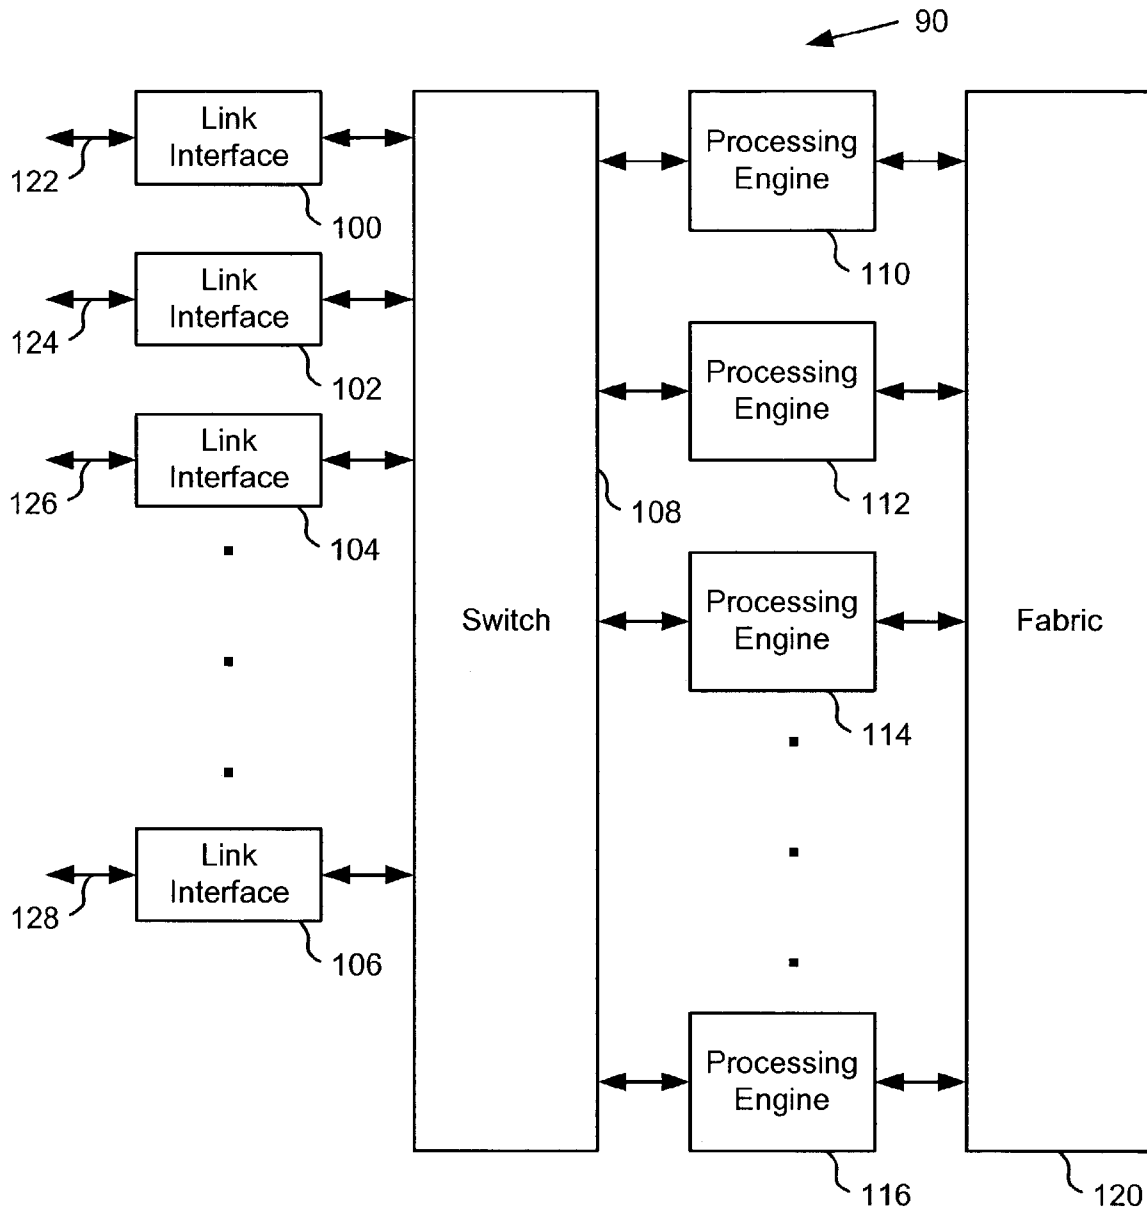 90
Link
Interface
122
100
Link
Interface
124
102
Link
Interface
126
104
Link
Interface
128
106
Switch
108
Processing
Engine
110
Processing
Engine
112
Processing
Engine
114
Processing
Engine
116
Fabric
120